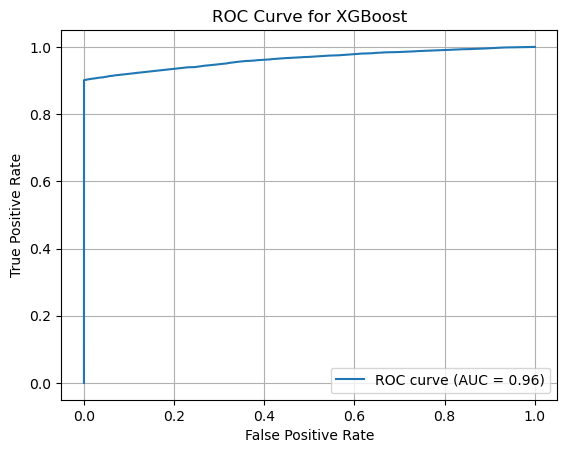 ROC Curve for XGBoost
1.0
0.8
0.6
0.4
0.2
0.0
True Positive Rate
ROC curve (AUC = 0.96)
0.0 0.2 0.4 0.6 0.8 1.0
False Positive Rate